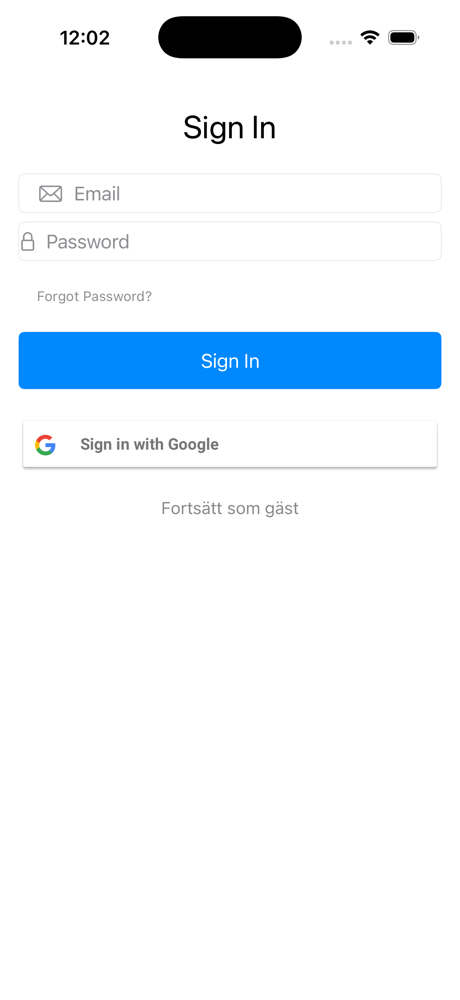 12:02
Sign In
Email
Password
Forgot Password?
Sign In
Sign in with Google
Fortsätt som gäst